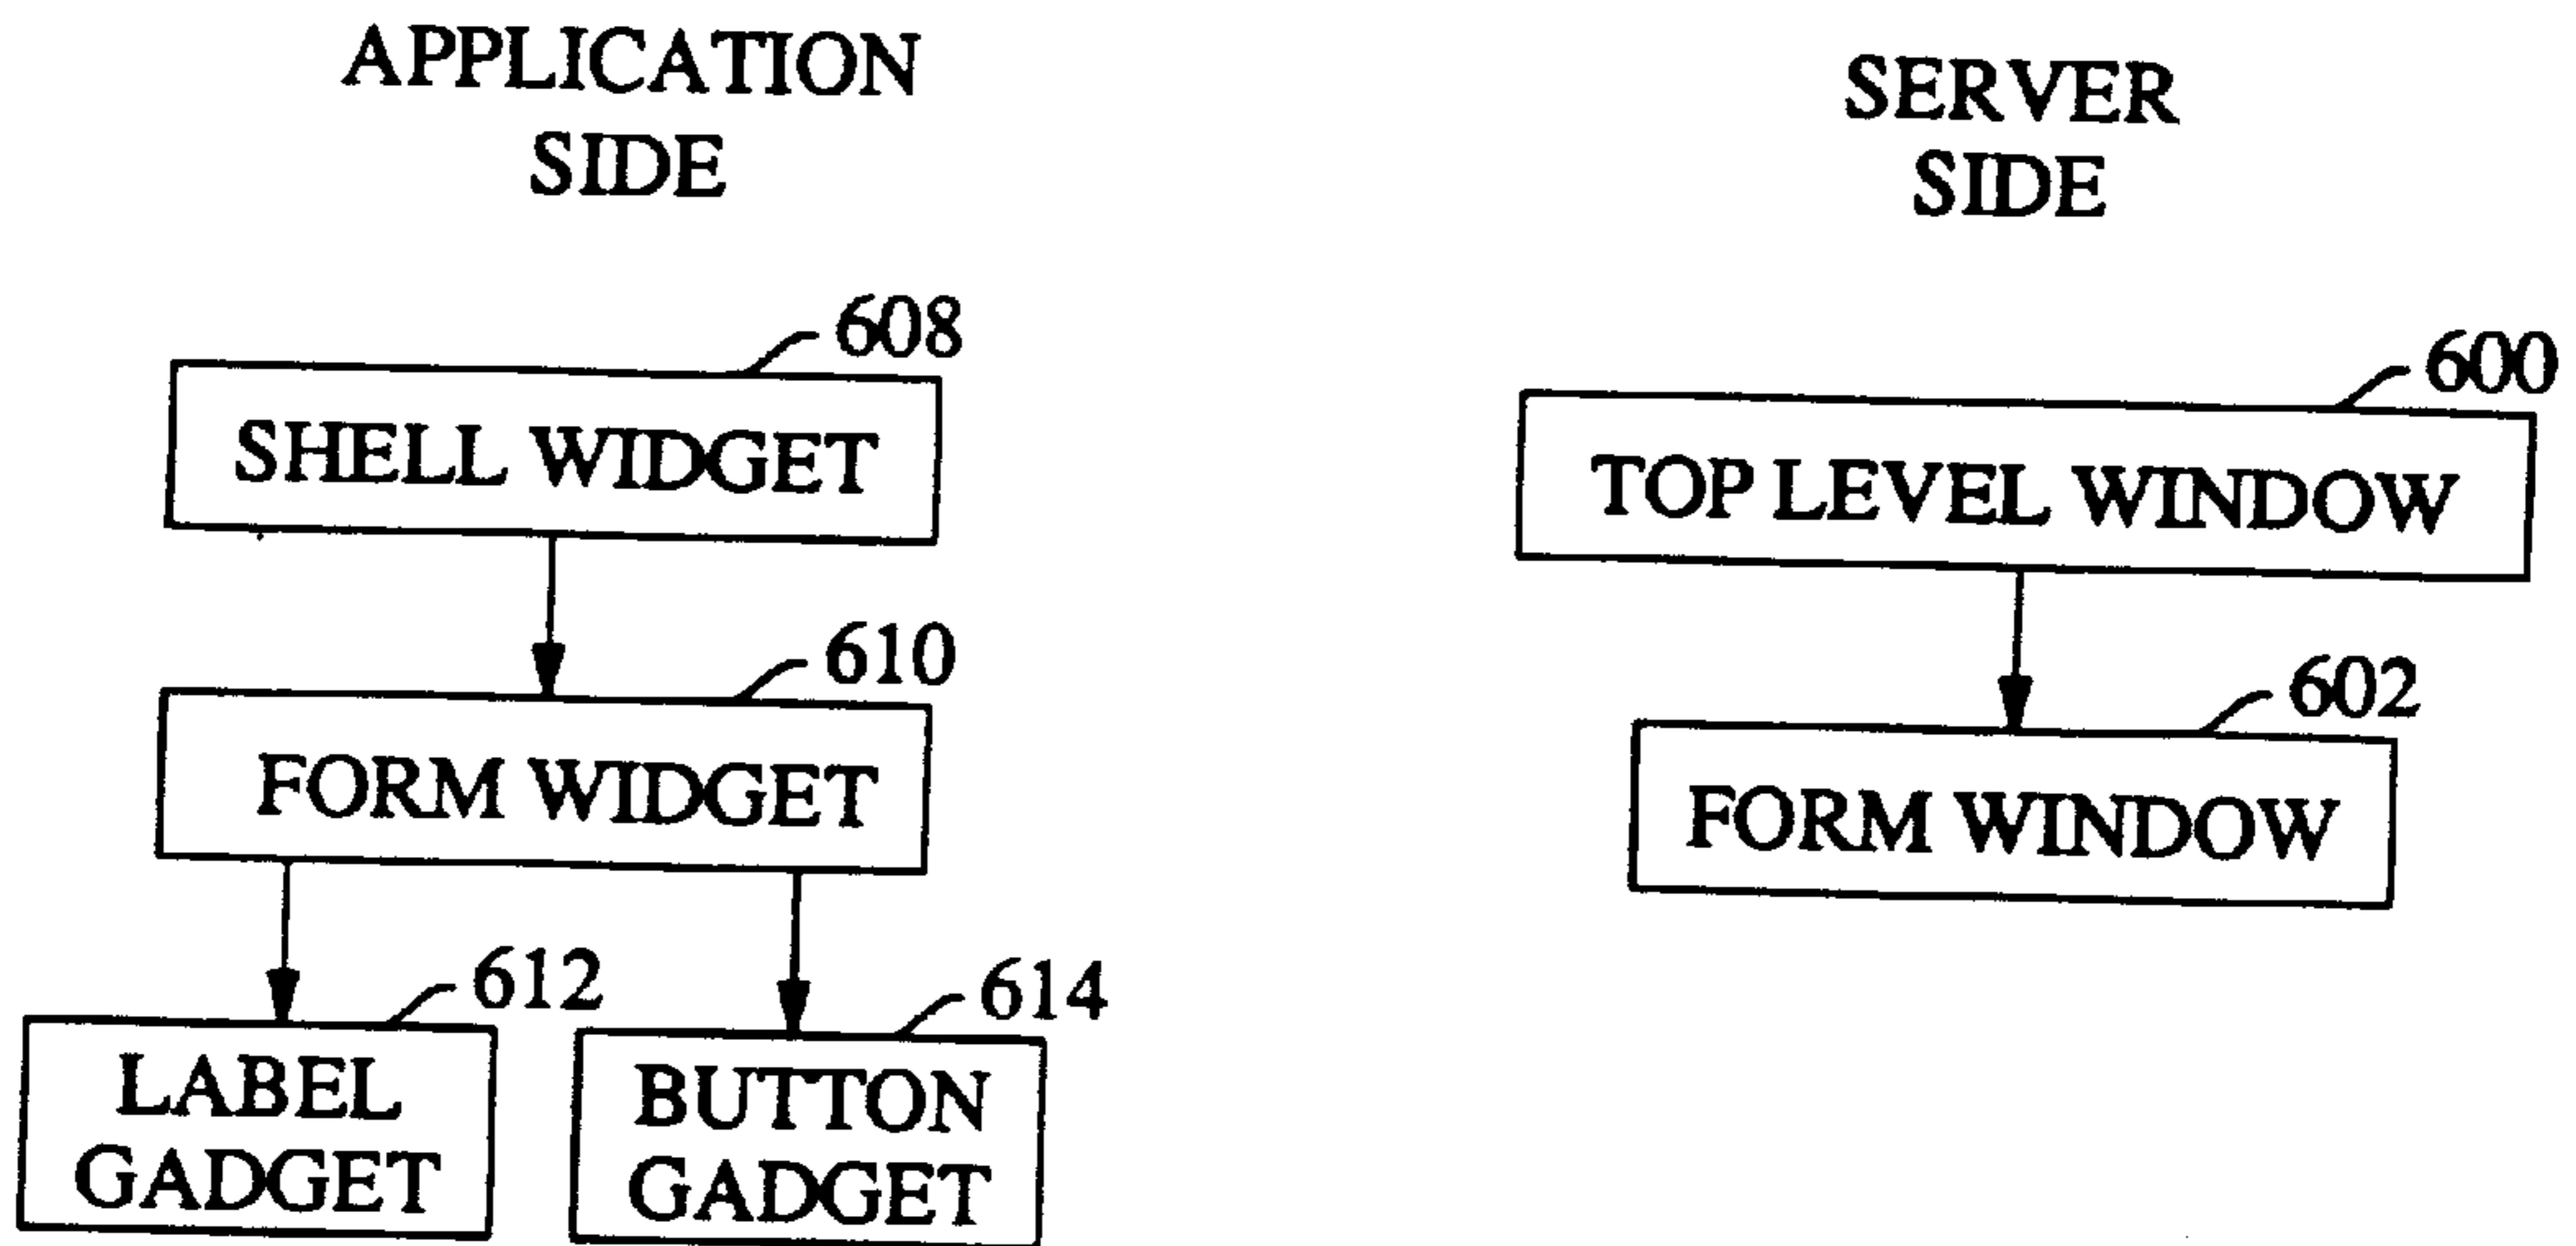 APPLICATION
SIDE
608
SHELL WIDGET
610
FORM WIDGET
612
LABEL
GADGET
614
BUTTON
GADGET
SERVER
SIDE
600
TOP LEVEL WINDOW
602
FORM WINDOW